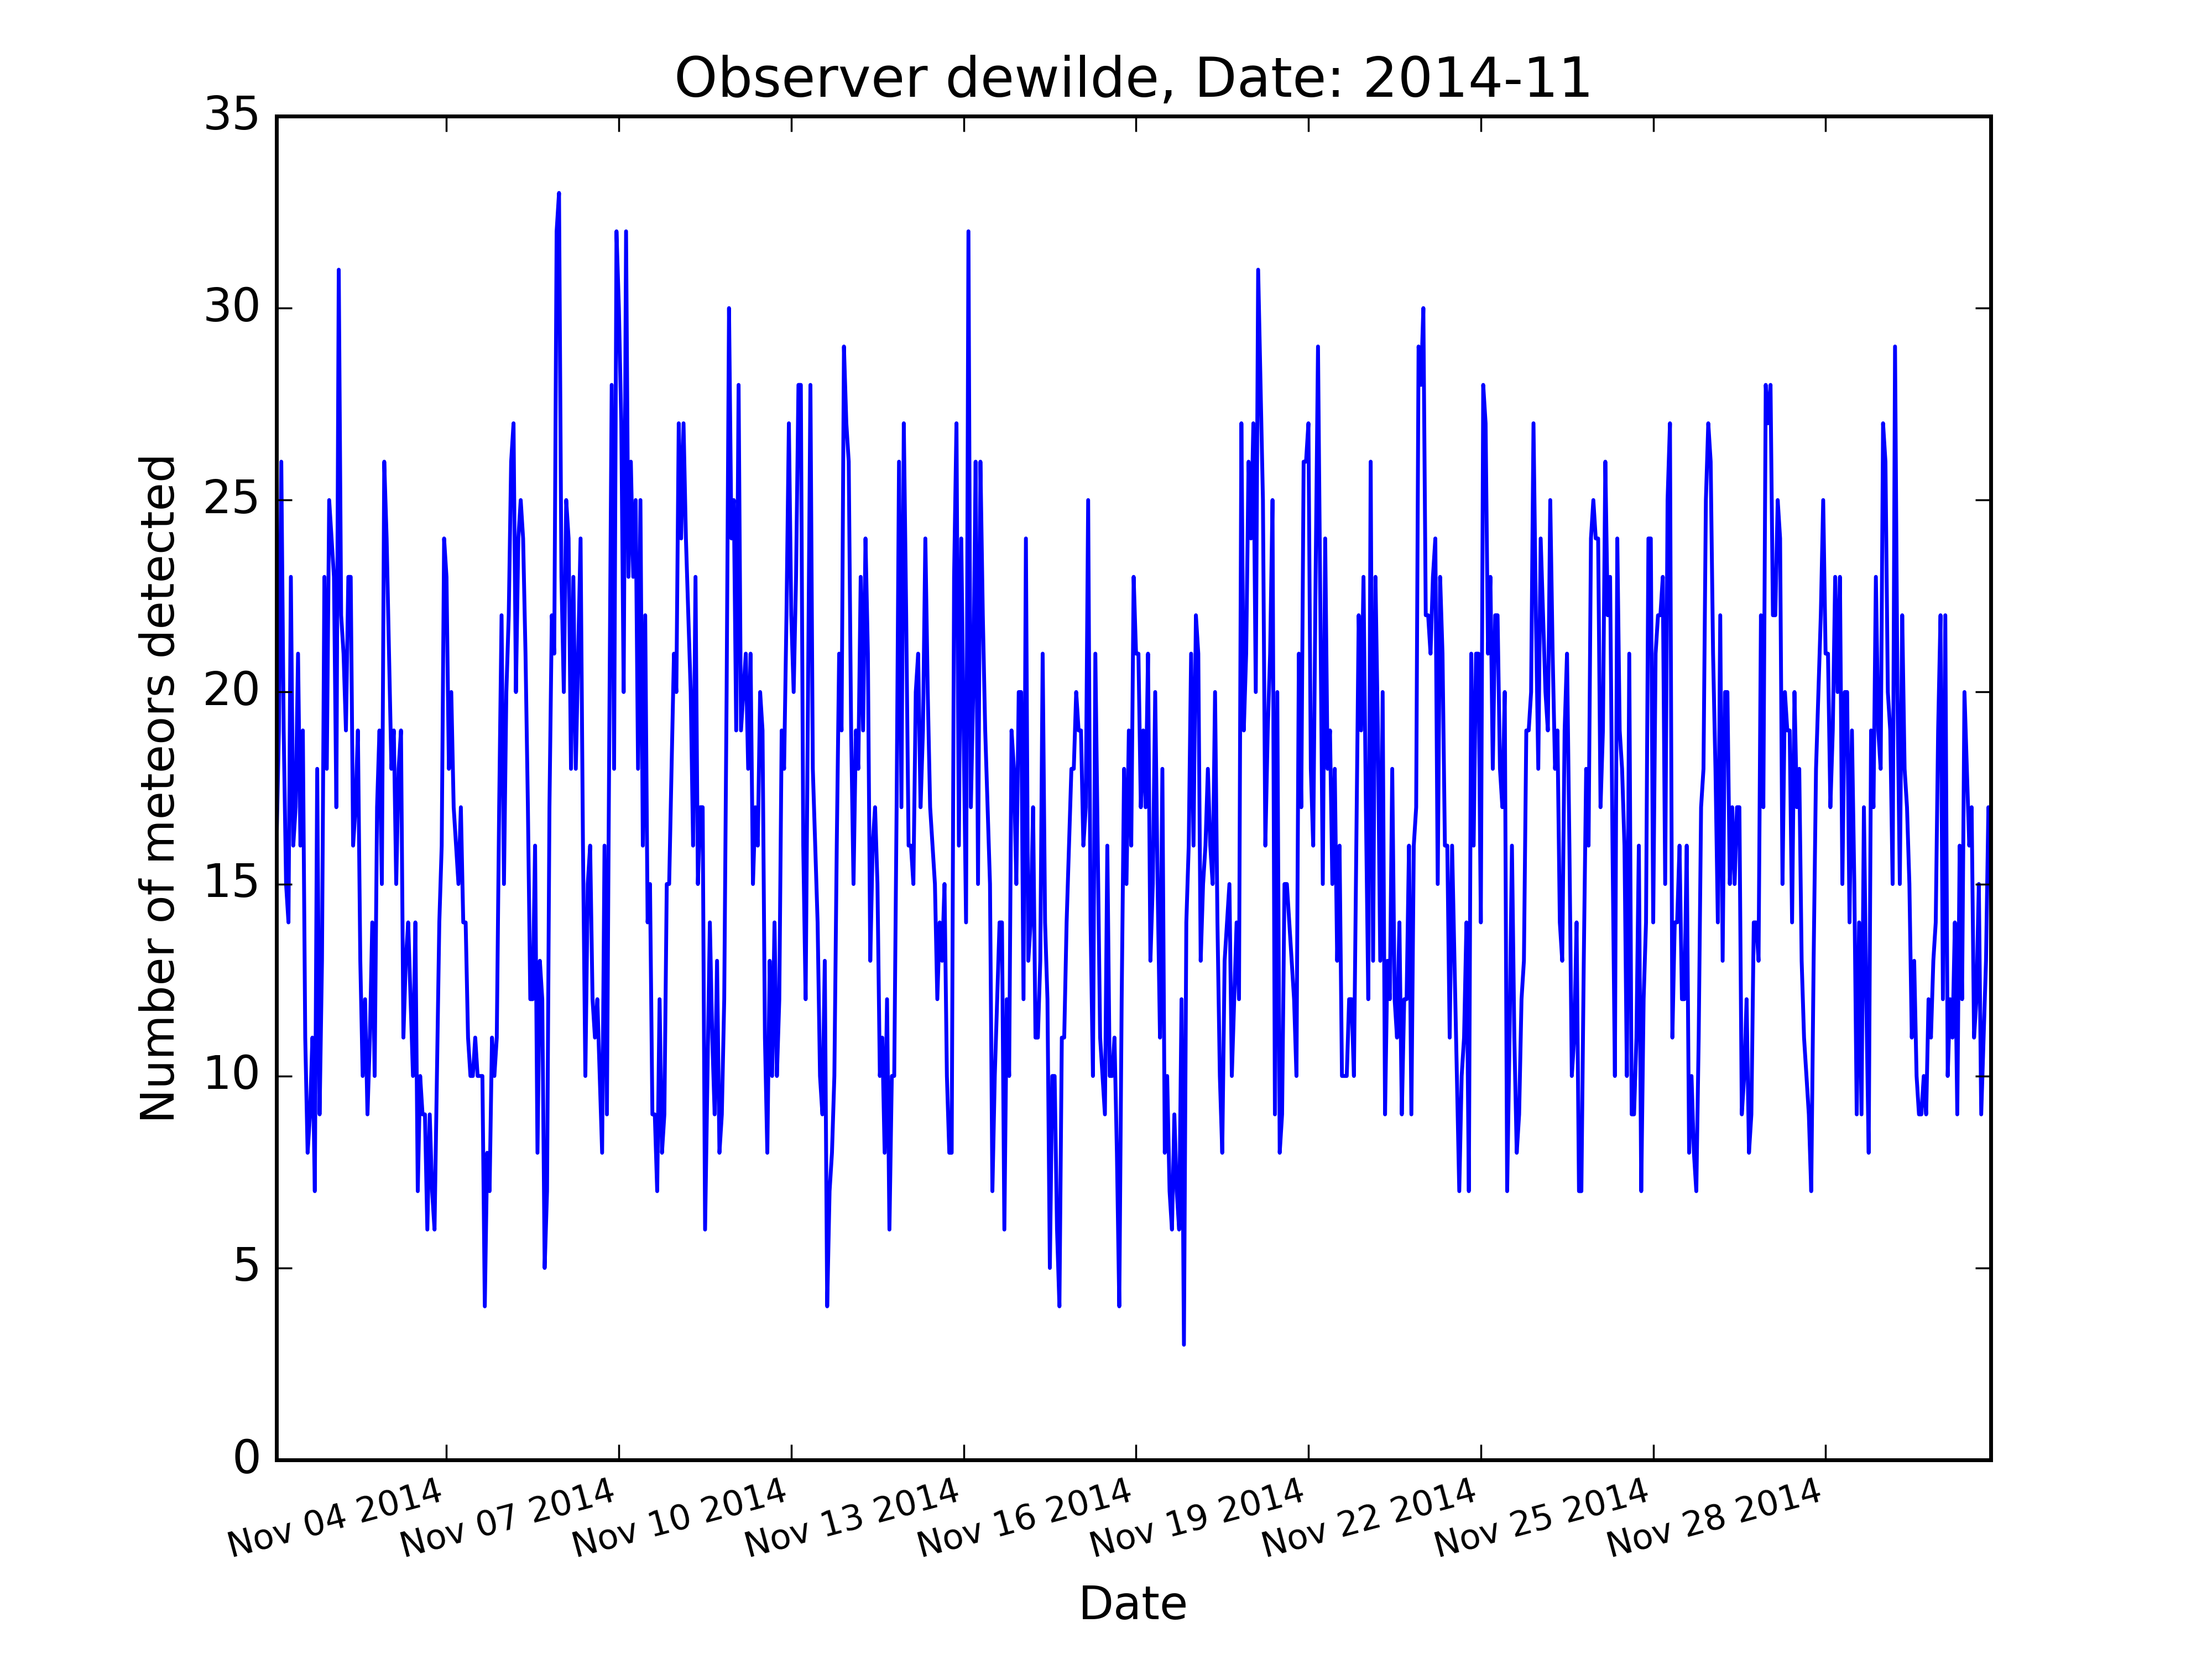 Observer dewilde, Date: 2014-11
Number of meteors detected
35
30
25
20
15
10
5
0
Nov 04 2014
Nov 07 2014
Nov 10 2014
Nov 13 2014
Nov 16 2014
Nov 19 2014
Nov 22 2014
Nov 25 2014
Nov 28 2014
Date